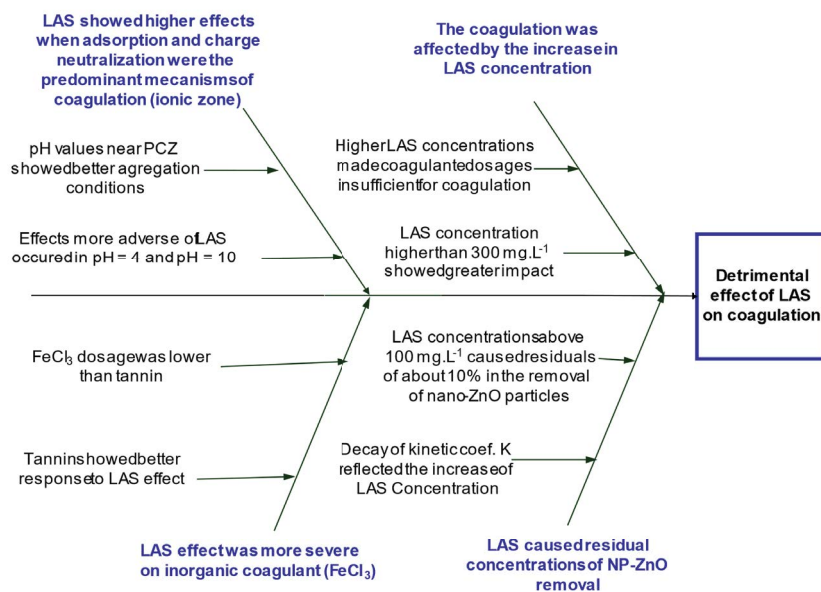 LAS showed higher effects
when adsorption and charge
neutralization were the
predominant mecanisms of
coagulation (ionic zone)
The coagulation was
affected by the increase in
LAS concentration
pH values near PCZ
showed better agregation
conditions
Higher LAS concentrations
made coagulante dosages
insufficient for coagulation
Effects more adverse of LAS
occured in pH = 4 and pH = 10
LAS concentration
higher than 300 mg.L⁻¹
showed greater impact
Detrimental
effect of LAS
on coagulation
FeCl₃ dosage was lower
than tannin
LAS concentrations above
100 mg.L⁻¹ caused residuals
of about 10% in the removal
of nano-ZnO particles
Tannin showed better
response to LAS effect
Decay of kinetic coef. K
reflected the increase of
LAS Concentration
LAS effect was more severe
on inorganic coagulant (FeCl₃)
LAS caused residual
concentrations of NP-ZnO
removal